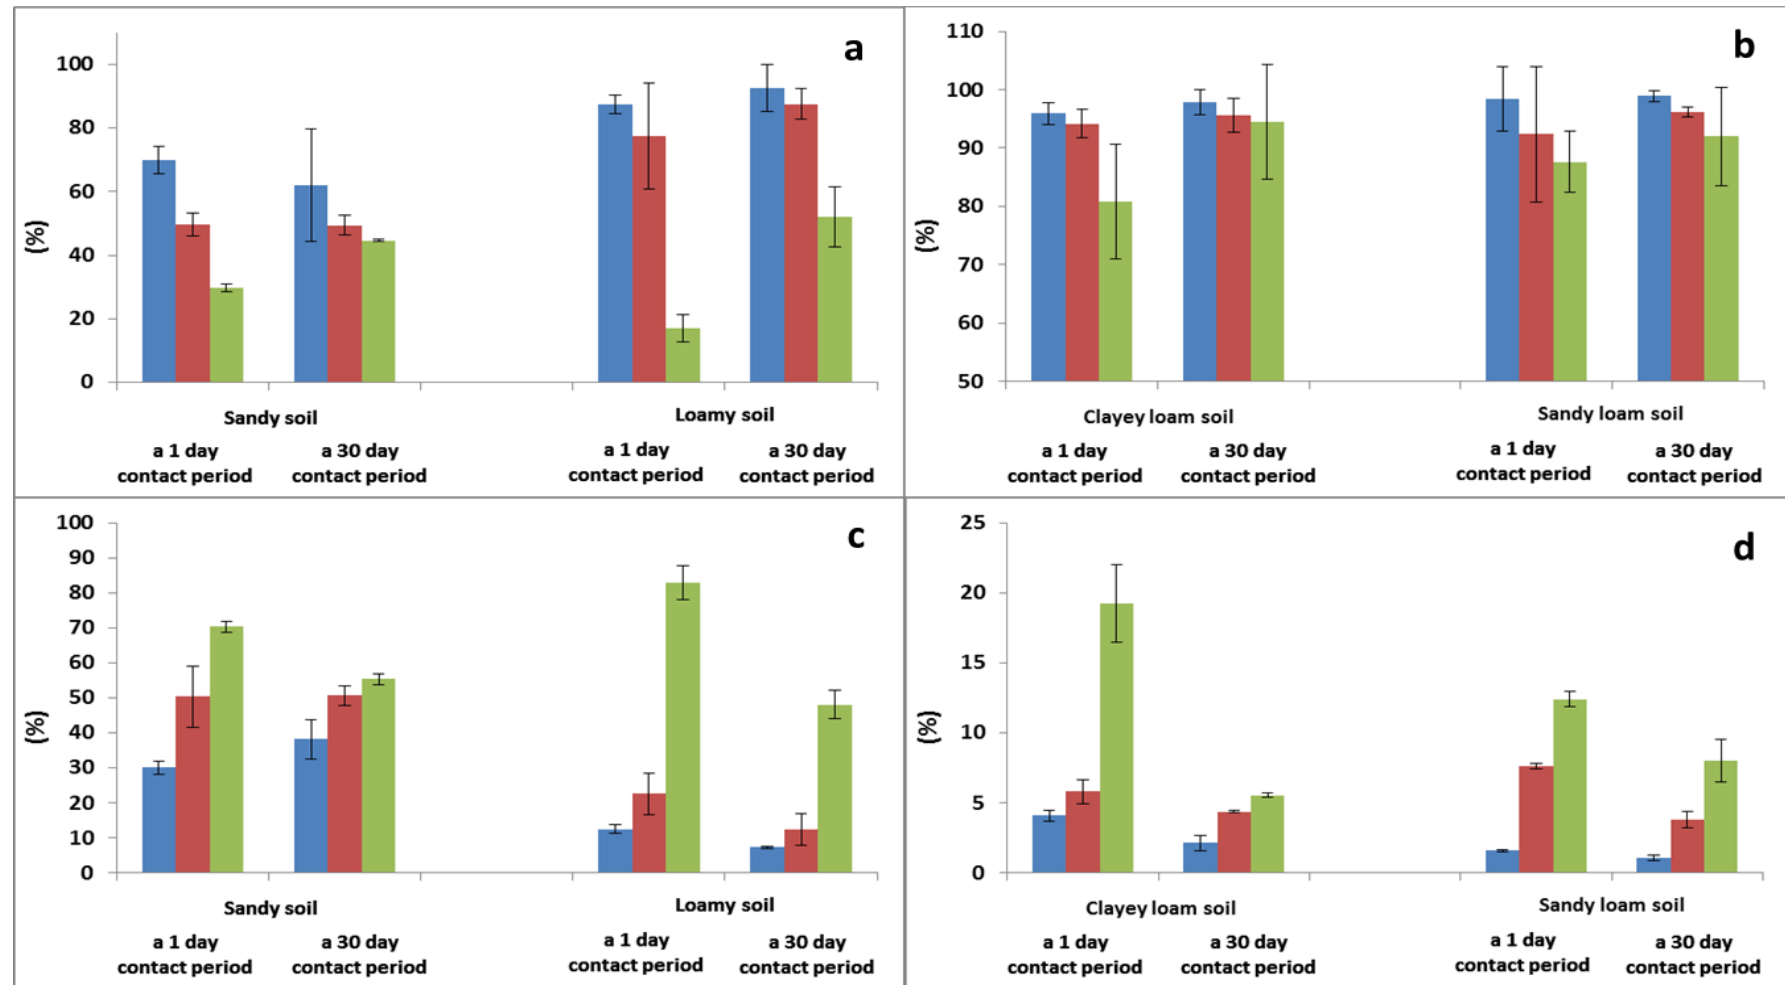 a
(%)
100
80
60
40
20
0
Sandy soil
Loamy soil
a 1 day
contact period
a 30 day
contact period
a 1 day
contact period
a 30 day
contact period
b
(%)
110
100
90
80
70
60
50
Clayey loam soil
Sandy loam soil
a 1 day
contact period
a 30 day
contact period
a 1 day
contact period
a 30 day
contact period
c
(%)
100
90
80
70
60
50
40
30
20
10
0
Sandy soil
Loamy soil
a 1 day
contact period
a 30 day
contact period
a 1 day
contact period
a 30 day
contact period
d
(%)
25
20
15
10
5
0
Clayey loam soil
Sandy loam soil
a 1 day
contact period
a 30 day
contact period
a 1 day
contact period
a 30 day
contact period